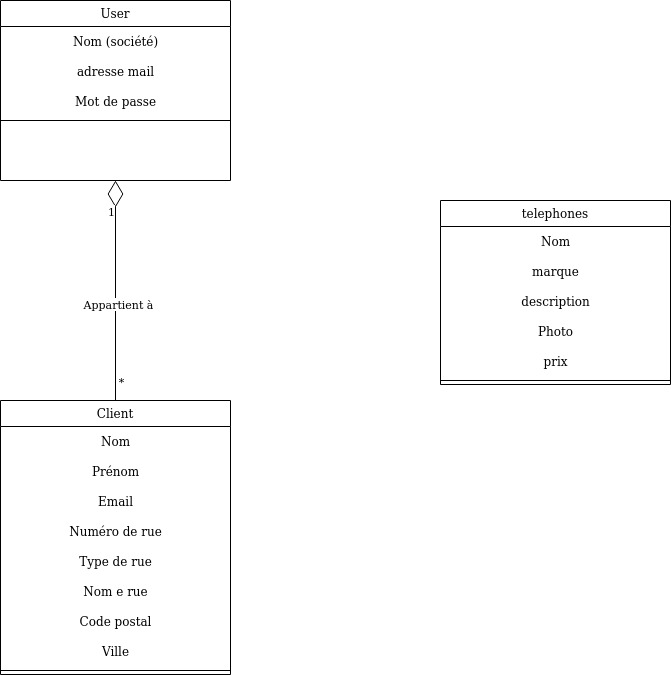 User
Nom (société)
adresse mail
Mot de passe
1
Appartient à
*
Client
Nom
Prénom
Email
Numéro de rue
Type de rue
Nom e rue
Code postal
Ville
telephones
Nom
marque
description
Photo
prix